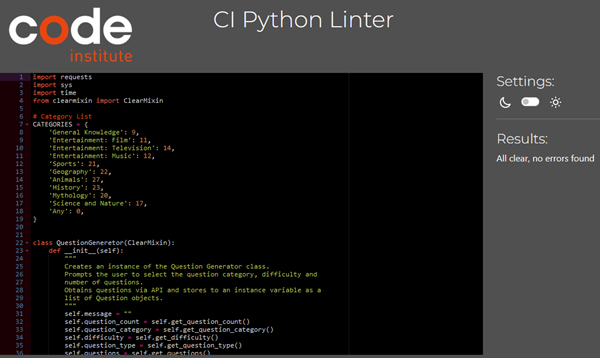 code
institute
CI Python Linter
Settings:
Results:
All clear, no errors found
1 import requests
2 import sys
3 import time
4 from clearmixin import ClearMixin
5
6 # Category List
7 CATEGORIES = {
8 'General Knowledge': 9,
9 'Entertainment: Film': 11,
10 'Entertainment: Television': 14,
11 'Entertainment: Music': 12,
12 'Sports': 21,
13 'Geography': 22,
14 'Animals': 27,
15 'History': 23,
16 'Mythology': 20,
17 'Science and Nature': 17,
18 'Any': 0,
19 }
20
21
22 class QuestionGeneretor(ClearMixin):
23 def __init__(self):
24 """
25 Creates an instance of the Question Generator class.
26 Prompts the user to select the question category, difficulty and
27 number of questions.
28 Obtains questions via API and stores to an instance variable as a
29 list of Question objects.
30 """
31 self.message = ""
32 self.question_count = self.get_question_count()
33 self.question_category = self.get_question_category()
34 self.difficulty = self.get_difficulty()
35 self.question_type = self.get_question_type()
36 self.questions = self.get_questions()